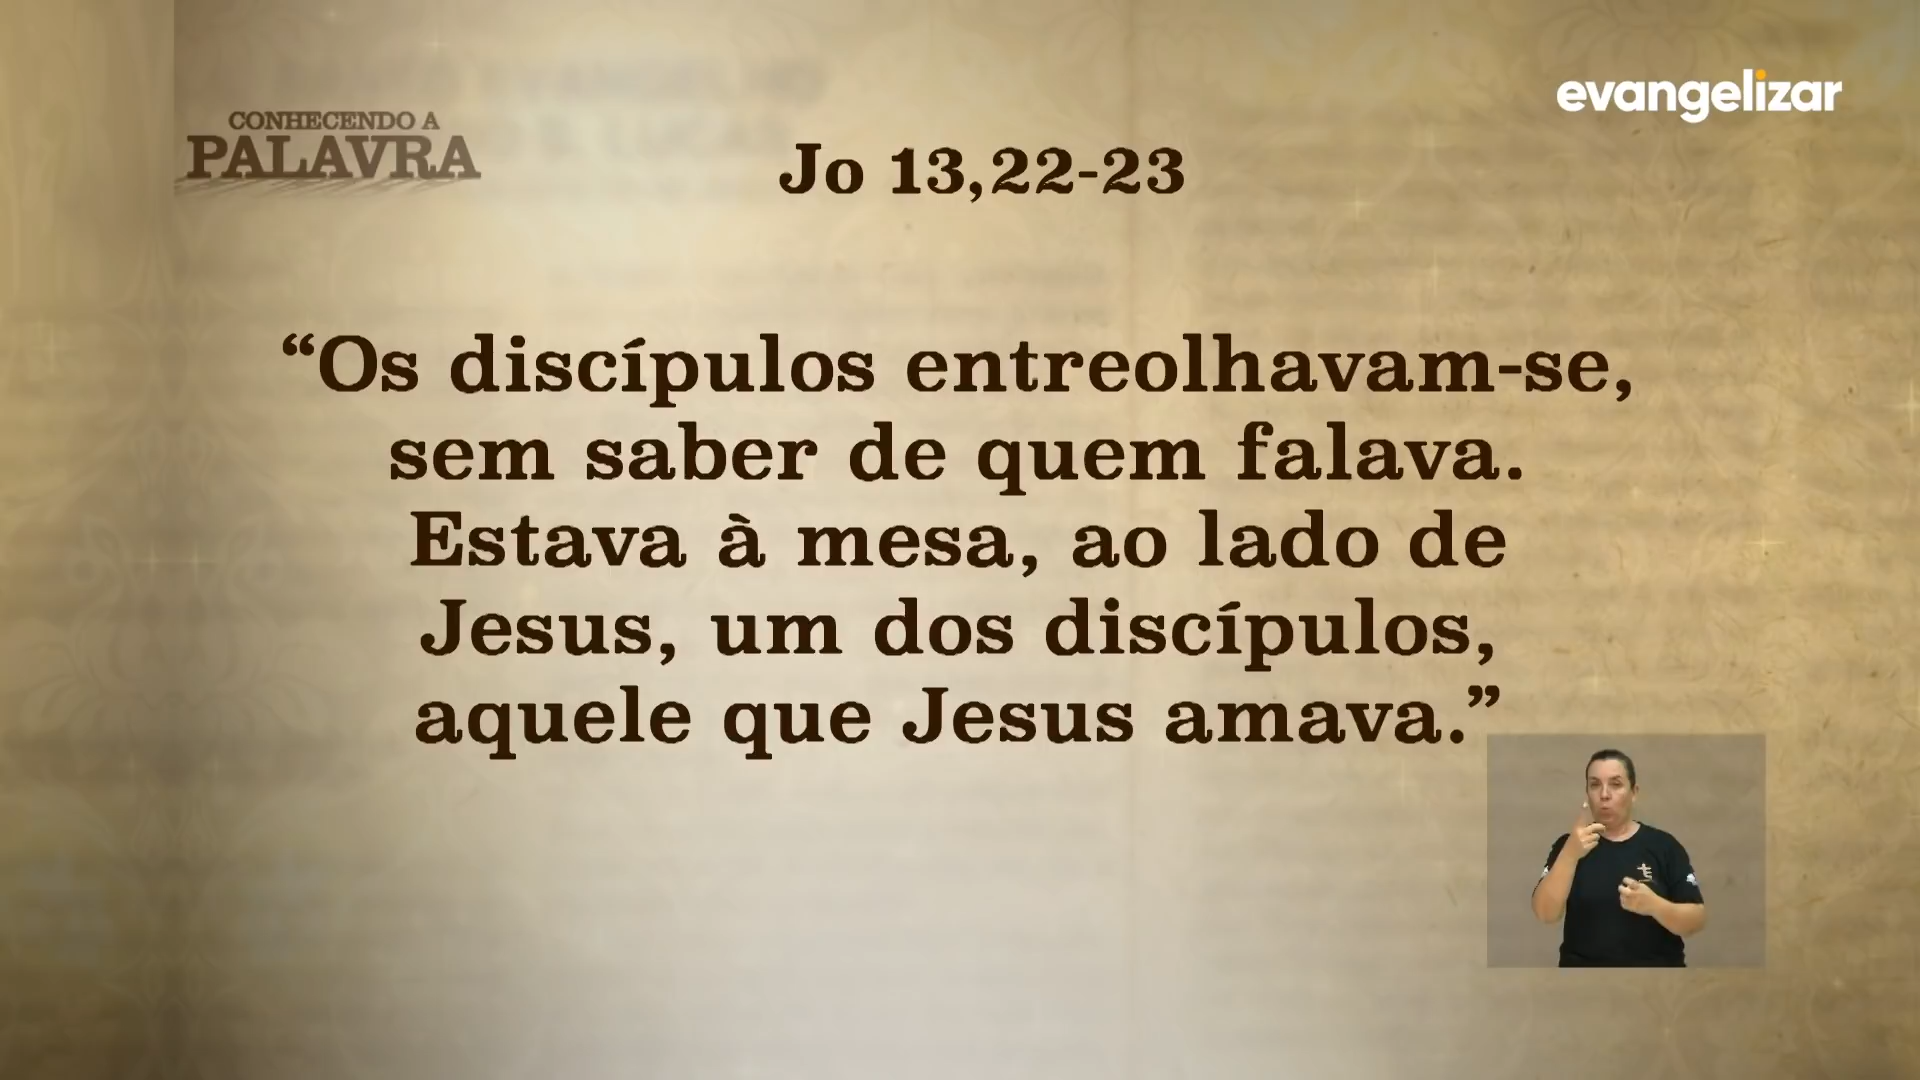 CONHECENDO A
PALAVRA
evangelizar
Jo 13,22-23
“Os discípulos entreolhavam-se,
sem saber de quem falava.
Estava à mesa, ao lado de
Jesus, um dos discípulos,
aquele que Jesus amava.”